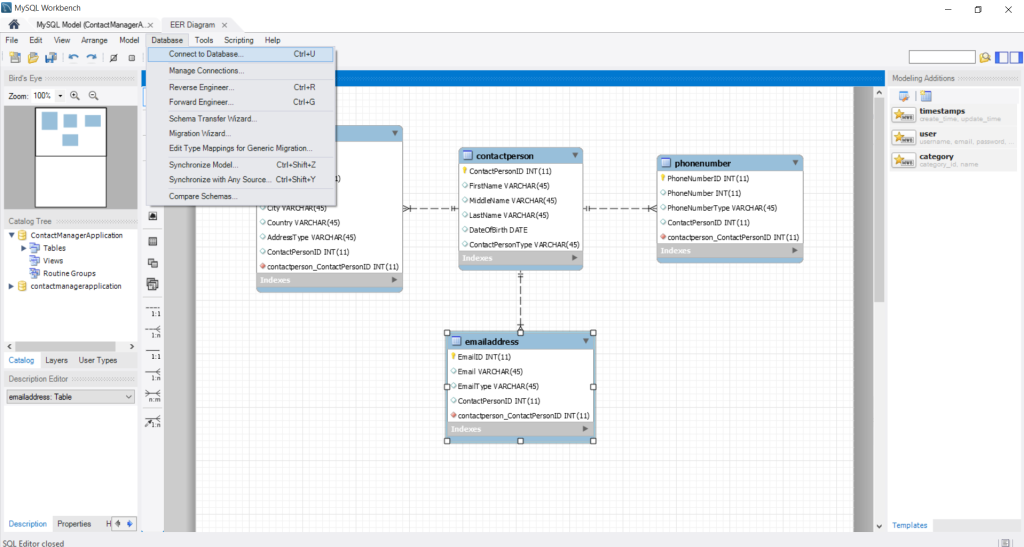 MySQL Workbench
MySQL Model (ContactManagerA... ×
EER Diagram ×
File Edit View Arrange Model Database Tools Scripting Help
Connect to Database... Ctrl+U
Manage Connections...
Reverse Engineer... Ctrl+R
Forward Engineer... Ctrl+G
Schema Transfer Wizard...
Migration Wizard...
Edit Type Mappings for Generic Migration...
Synchronize Model... Ctrl+Shift+Z
Synchronize with Any Source... Ctrl+Shift+Y
Compare Schemas...
Bird's Eye
Zoom: 100%
Catalog Tree
ContactManagerApplication
Tables
Views
Routine Groups
contactmanagerapplication
Catalog Layers User Types
Description Editor
emailaddress: Table
Description Properties H
SQL Editor closed
1:1
1:n
1:1
1:n
n:m
1:n
City VARCHAR(45)
Country VARCHAR(45)
AddressType VARCHAR(45)
ContactPersonID INT(11)
contactperson_ContactPersonID INT(11)
Indexes
contactperson
ContactPersonID INT(11)
FirstName VARCHAR(45)
MiddleName VARCHAR(45)
LastName VARCHAR(45)
DateOfBirth DATE
ContactPersonType VARCHAR(45)
Indexes
phonenumber
PhoneNumberID INT(11)
PhoneNumber INT(11)
PhoneNumberType VARCHAR(45)
ContactPersonID INT(11)
contactperson_ContactPersonID INT(11)
Indexes
emailaddress
EmailID INT(11)
Email VARCHAR(45)
EmailType VARCHAR(45)
ContactPersonID INT(11)
contactperson_ContactPersonID INT(11)
Indexes
Modeling Additions
timestamps
create_time, update_time
user
username, email, password, ...
category
category_id, name
Templates